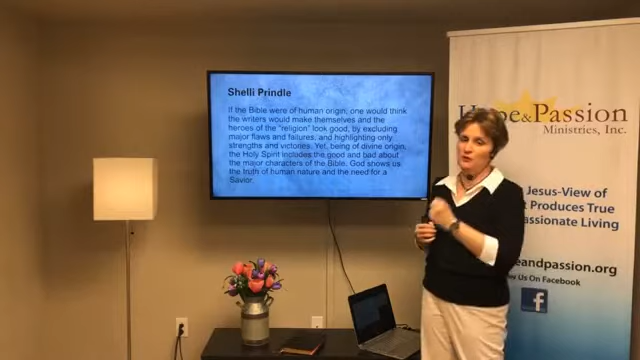 Shelli Prindle
If the Bible were of human origin, one would think
the writers would make themselves and the
heroes of the "religion" look good, by excluding
major flaws and failures, and highlighting only
strengths and victories. Yet, being of divine origin,
the Holy Spirit includes the good and bad about
the major characters of the Bible. God shows us
the truth of human nature and the need for a
Savior.
Hope&Passion
Ministries, Inc.
Jesus-View of
Produces True
Living
eandpassion.org
Us On Facebook
f